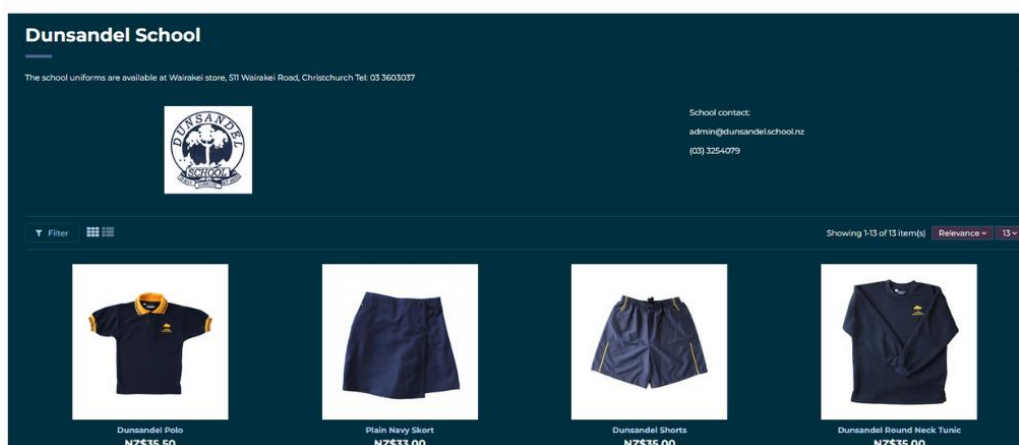 Dunsandel School
The school uniforms are available at Wairakei store, 511 Wairakei Road, Christchurch Tel: 03 3603037
DUNSANDEL
SCHOOL
School contact:
admin@dunsandel.school.nz
(03) 3254079
Filter
Showing 1-13 of 13 item(s) Relevance 13
Dunsandel Polo
NZ$35.50
Plain Navy Skort
NZ$33.00
Dunsandel Shorts
NZ$35.00
Dunsandel Round Neck Tunic
NZ$35.00